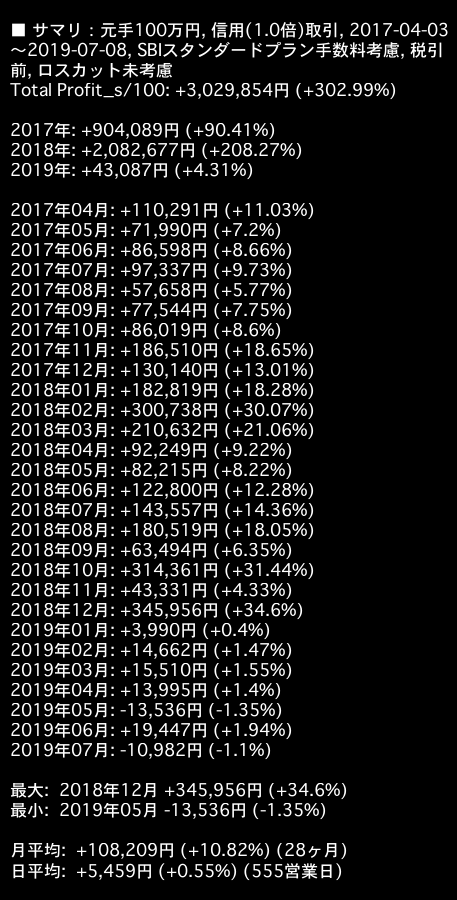 ■ サマリ：元手100万円, 信用(1.0倍)取引, 2017-04-03
～2019-07-08, SBIスタンダードプラン手数料考慮, 税引
前, ロスカット未考慮
Total Profit_s/100: +3,029,854円 (+302.99%)
2017年: +904,089円 (+90.41%)
2018年: +2,082,677円 (+208.27%)
2019年: +43,087円 (+4.31%)
2017年04月: +110,291円 (+11.03%)
2017年05月: +71,990円 (+7.2%)
2017年06月: +86,598円 (+8.66%)
2017年07月: +97,337円 (+9.73%)
2017年08月: +57,658円 (+5.77%)
2017年09月: +77,544円 (+7.75%)
2017年10月: +86,019円 (+8.6%)
2017年11月: +186,510円 (+18.65%)
2017年12月: +130,140円 (+13.01%)
2018年01月: +182,819円 (+18.28%)
2018年02月: +300,738円 (+30.07%)
2018年03月: +210,632円 (+21.06%)
2018年04月: +92,249円 (+9.22%)
2018年05月: +82,215円 (+8.22%)
2018年06月: +122,800円 (+12.28%)
2018年07月: +143,557円 (+14.36%)
2018年08月: +180,519円 (+18.05%)
2018年09月: +63,494円 (+6.35%)
2018年10月: +314,361円 (+31.44%)
2018年11月: +43,331円 (+4.33%)
2018年12月: +345,956円 (+34.6%)
2019年01月: +3,990円 (+0.4%)
2019年02月: +14,662円 (+1.47%)
2019年03月: +15,510円 (+1.55%)
2019年04月: +13,995円 (+1.4%)
2019年05月: -13,536円 (-1.35%)
2019年06月: +19,447円 (+1.94%)
2019年07月: -10,982円 (-1.1%)
最大: 2018年12月 +345,956円 (+34.6%)
最小: 2019年05月 -13,536円 (-1.35%)
月平均: +108,209円 (+10.82%) (28ヶ月)
日平均: +5,459円 (+0.55%) (555営業日)